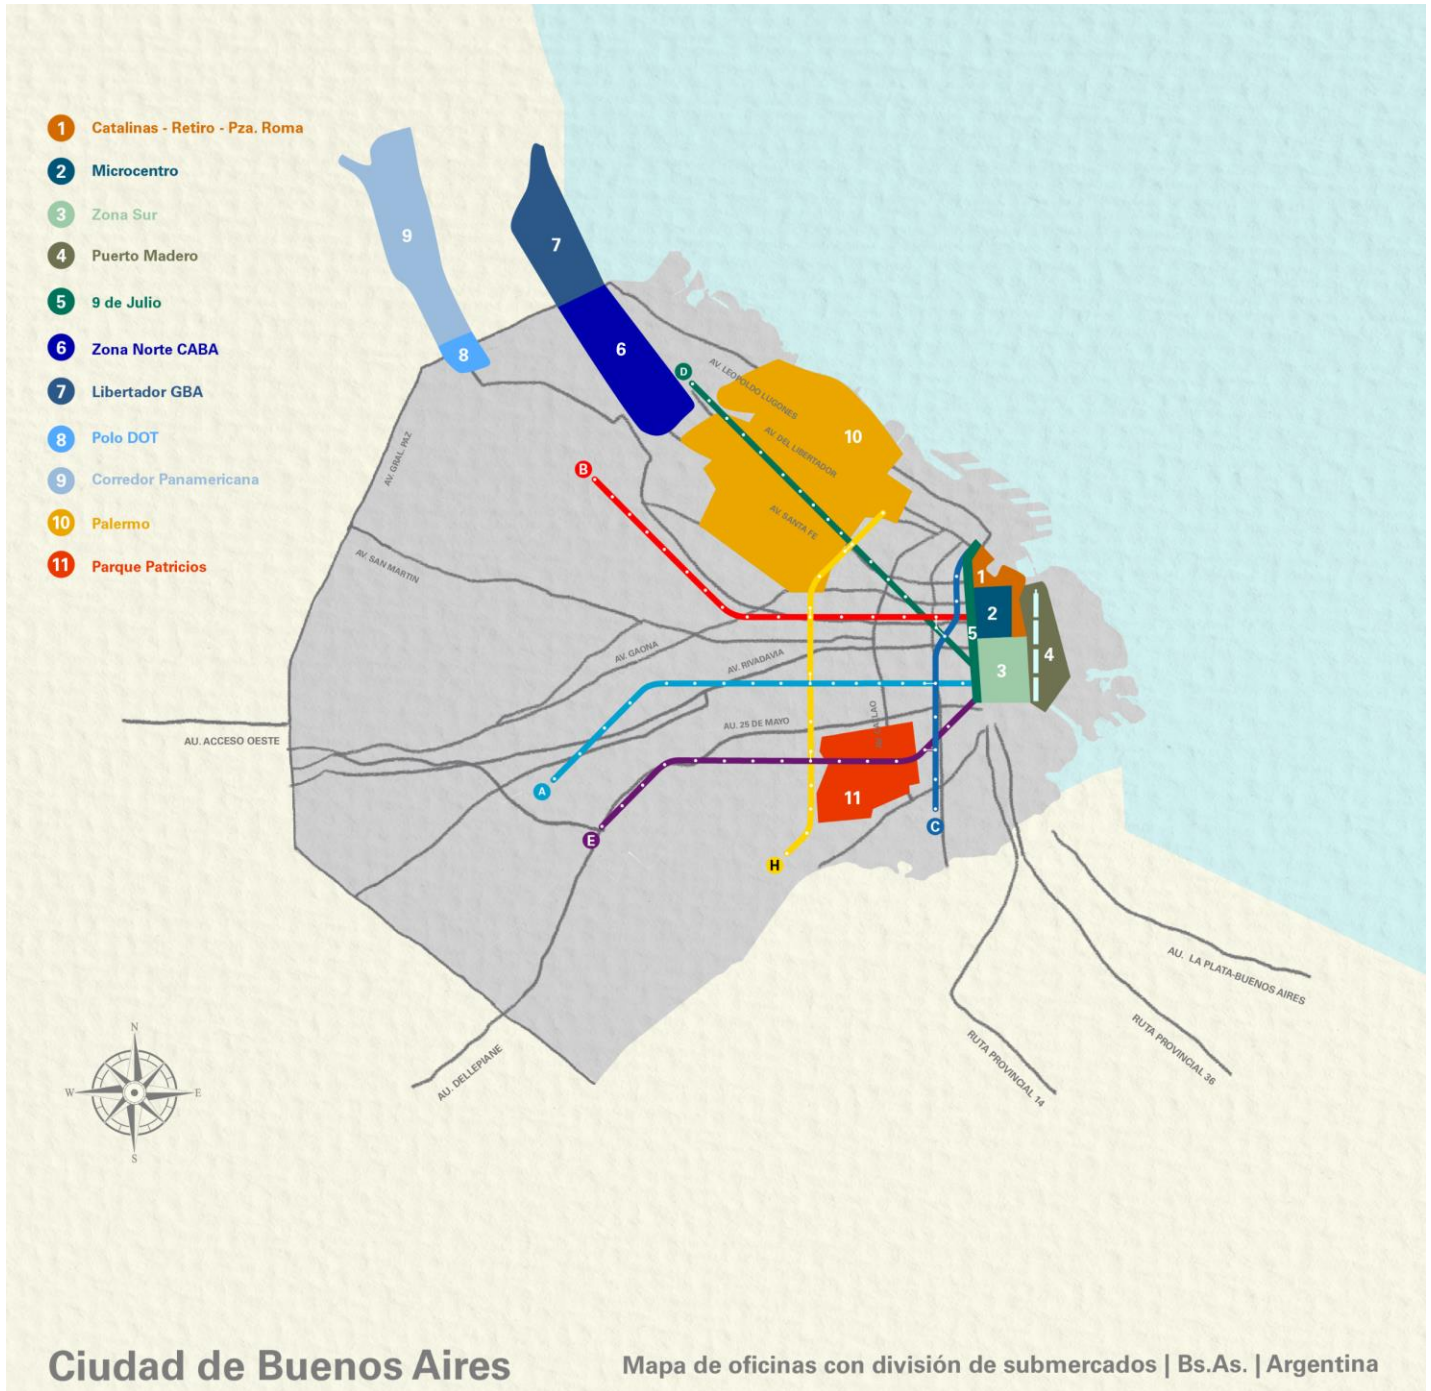 1 Catalinas - Retiro - Pza. Roma
2 Microcentro
3 Zona Sur
4 Puerto Madero
5 9 de Julio
6 Zona Norte CABA
7 Libertador GBA
8 Polo DOT
9 Corredor Panamericana
10 Palermo
11 Parque Patricios
9
7
8
6
D
AV. LEOPOLDO LUGONES
10
AV. DEL LIBERTADOR
AV. GRAL. PAZ
B
AV. SANTA FE
AV. SAN MARTIN
1
2
5
4
3
AV. GAONA
AV. RIVADAVIA
AU. 25 DE MAYO
AU. ACCESO OESTE
A
11
C
E
H
AU. LA PLATA-BUENOS AIRES
RUTA PROVINCIAL 36
RUTA PROVINCIAL 14
AU. DELLEPIANE
N
W
E
S
Ciudad de Buenos Aires
Mapa de oficinas con división de submercados | Bs.As. | Argentina